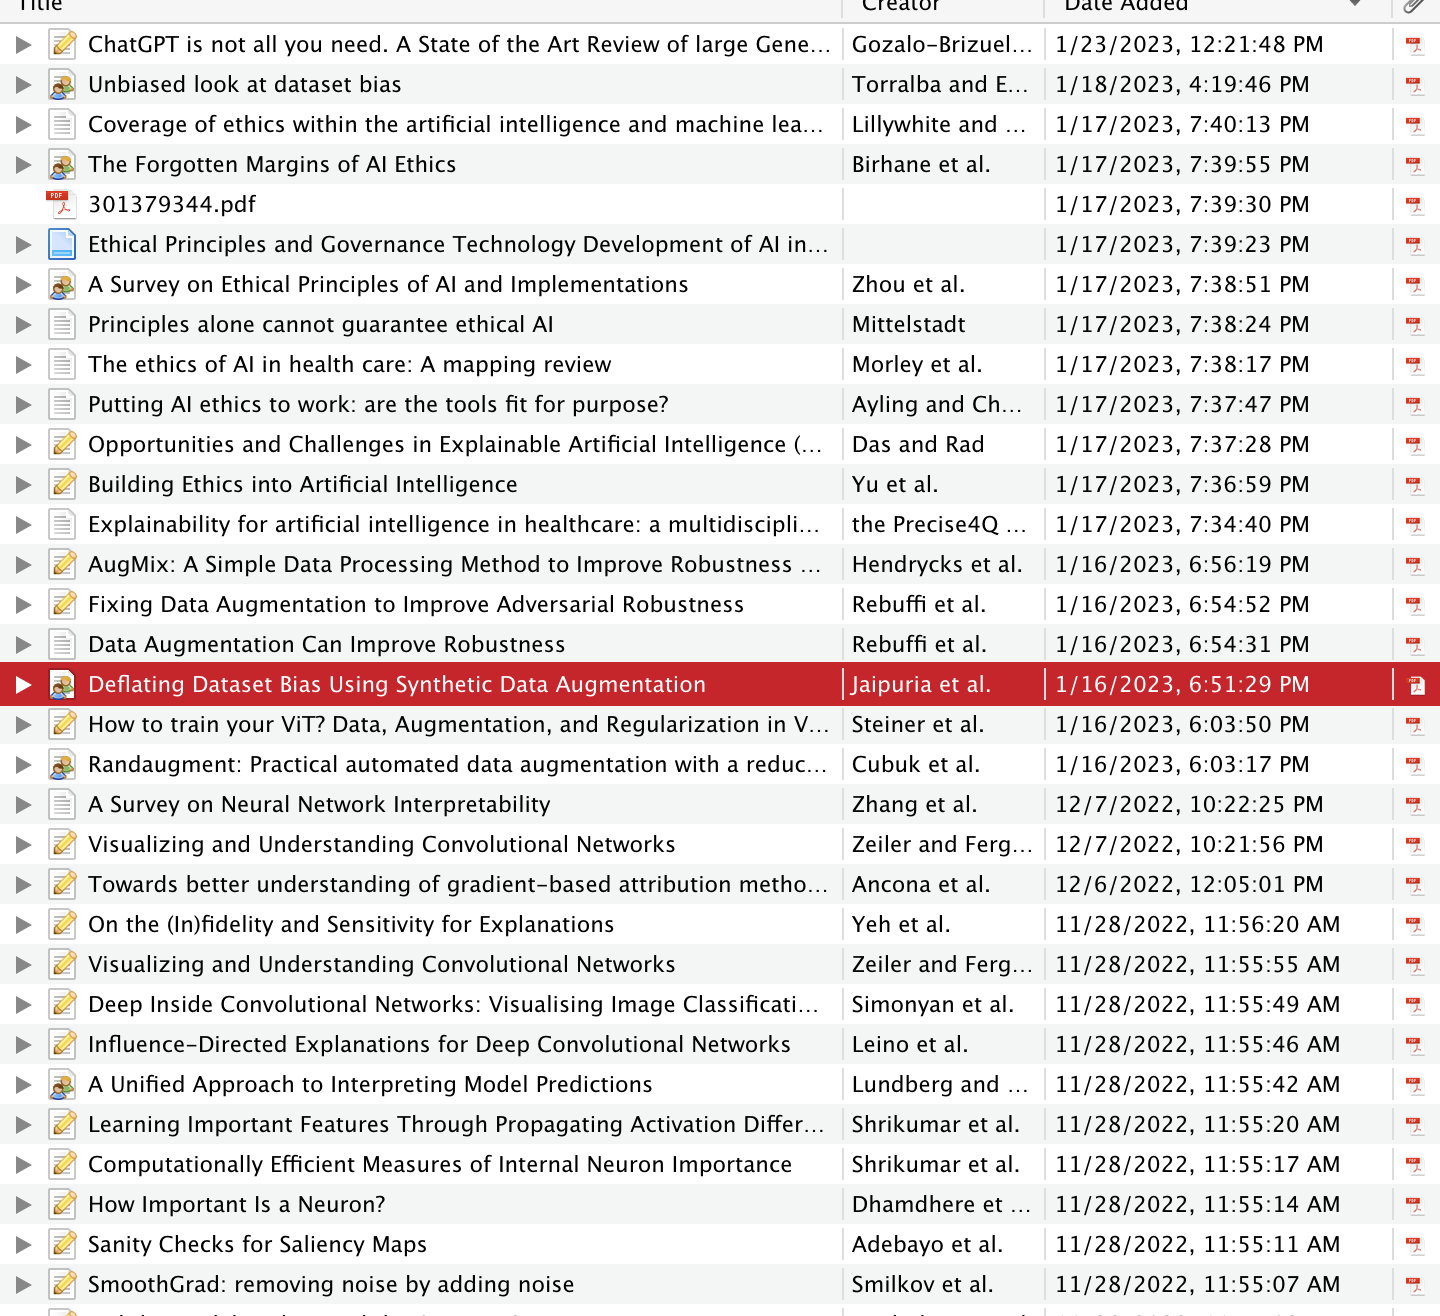 Title Creator Date Added
ChatGPT is not all you need. A State of the Art Review of large Gene... Gozalo-Brizuel... 1/23/2023, 12:21:48 PM
Unbiased look at dataset bias Torralba and E... 1/18/2023, 4:19:46 PM
Coverage of ethics within the artificial intelligence and machine lea... Lillywhite and ... 1/17/2023, 7:40:13 PM
The Forgotten Margins of AI Ethics Birhane et al. 1/17/2023, 7:39:55 PM
301379344.pdf 1/17/2023, 7:39:30 PM
Ethical Principles and Governance Technology Development of AI in... 1/17/2023, 7:39:23 PM
A Survey on Ethical Principles of AI and Implementations Zhou et al. 1/17/2023, 7:38:51 PM
Principles alone cannot guarantee ethical AI Mittelstadt 1/17/2023, 7:38:24 PM
The ethics of AI in health care: A mapping review Morley et al. 1/17/2023, 7:38:17 PM
Putting AI ethics to work: are the tools fit for purpose? Ayling and Ch... 1/17/2023, 7:37:47 PM
Opportunities and Challenges in Explainable Artificial Intelligence (... Das and Rad 1/17/2023, 7:37:28 PM
Building Ethics into Artificial Intelligence Yu et al. 1/17/2023, 7:36:59 PM
Explainability for artificial intelligence in healthcare: a multidiscipli... the Precise4Q ... 1/17/2023, 7:34:40 PM
AugMix: A Simple Data Processing Method to Improve Robustness ... Hendrycks et al. 1/16/2023, 6:56:19 PM
Fixing Data Augmentation to Improve Adversarial Robustness Rebuffi et al. 1/16/2023, 6:54:52 PM
Data Augmentation Can Improve Robustness Rebuffi et al. 1/16/2023, 6:54:31 PM
Deflating Dataset Bias Using Synthetic Data Augmentation Jaipuria et al. 1/16/2023, 6:51:29 PM
How to train your ViT? Data, Augmentation, and Regularization in V... Steiner et al. 1/16/2023, 6:03:50 PM
Randaugment: Practical automated data augmentation with a reduc... Cubuk et al. 1/16/2023, 6:03:17 PM
A Survey on Neural Network Interpretability Zhang et al. 12/7/2022, 10:22:25 PM
Visualizing and Understanding Convolutional Networks Zeiler and Ferg... 12/7/2022, 10:21:56 PM
Towards better understanding of gradient-based attribution metho... Ancona et al. 12/6/2022, 12:05:01 PM
On the (In)fidelity and Sensitivity for Explanations Yeh et al. 11/28/2022, 11:56:20 AM
Visualizing and Understanding Convolutional Networks Zeiler and Ferg... 11/28/2022, 11:55:55 AM
Deep Inside Convolutional Networks: Visualising Image Classificati... Simonyan et al. 11/28/2022, 11:55:49 AM
Influence-Directed Explanations for Deep Convolutional Networks Leino et al. 11/28/2022, 11:55:46 AM
A Unified Approach to Interpreting Model Predictions Lundberg and ... 11/28/2022, 11:55:42 AM
Learning Important Features Through Propagating Activation Differ... Shrikumar et al. 11/28/2022, 11:55:20 AM
Computationally Efficient Measures of Internal Neuron Importance Shrikumar et al. 11/28/2022, 11:55:17 AM
How Important Is a Neuron? Dhamdhere et ... 11/28/2022, 11:55:14 AM
Sanity Checks for Saliency Maps Adebayo et al. 11/28/2022, 11:55:11 AM
SmoothGrad: removing noise by adding noise Smilkov et al. 11/28/2022, 11:55:07 AM